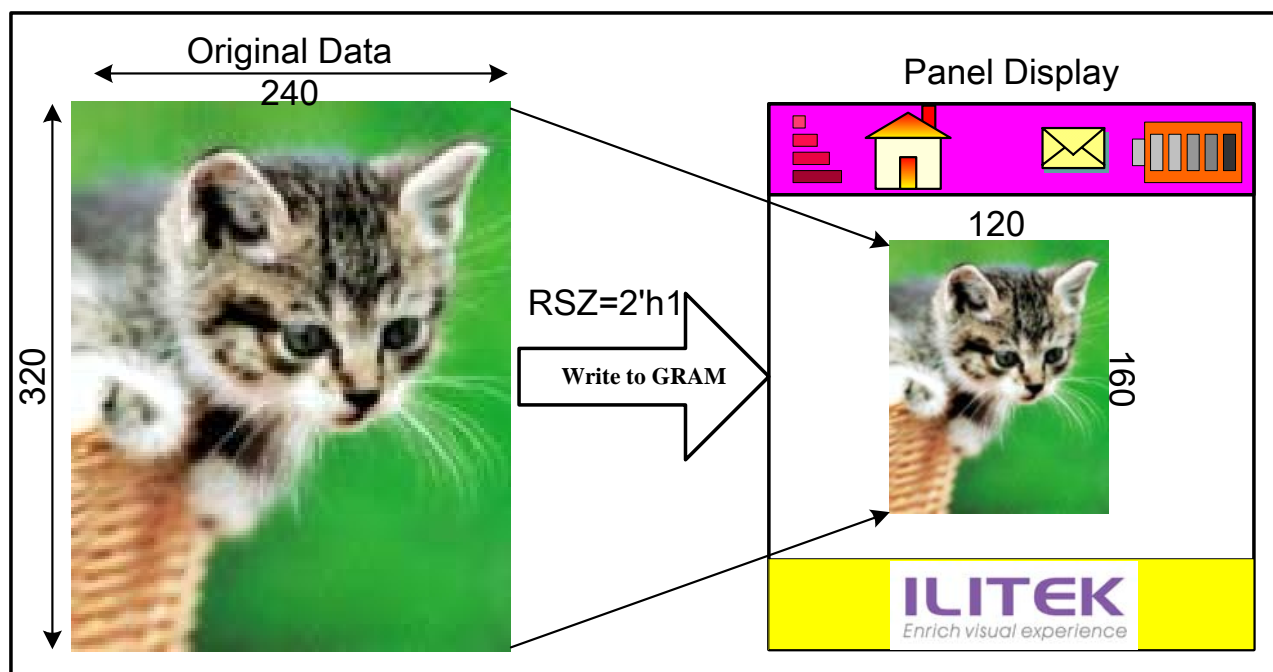 Original Data
240
320
RSZ=2'h1
Write to GRAM
Panel Display
120
160
ILITEK
Enrich visual experience